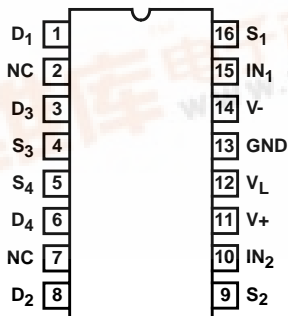 D1 1 16 S1
NC 2 15 IN1
D3 3 14 V-
S3 4 13 GND
S4 5 12 VL
D4 6 11 V+
NC 7 10 IN2
D2 8 9 S2